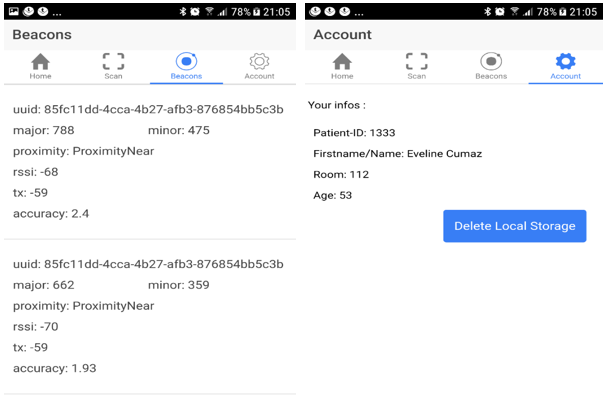 ... 78% 21:05
Beacons
Home Scan Beacons Account
uuid: 85fc11dd-4cca-4b27-afb3-876854bb5c3b
major: 788 minor: 475
proximity: ProximityNear
rssi: -68
tx: -59
accuracy: 2.4
uuid: 85fc11dd-4cca-4b27-afb3-876854bb5c3b
major: 662 minor: 359
proximity: ProximityNear
rssi: -70
tx: -59
accuracy: 1.93
... 78% 21:05
Account
Home Scan Beacons Account
Your infos :
Patient-ID: 1333
Firstname/Name: Eveline Cumaz
Room: 112
Age: 53
Delete Local Storage